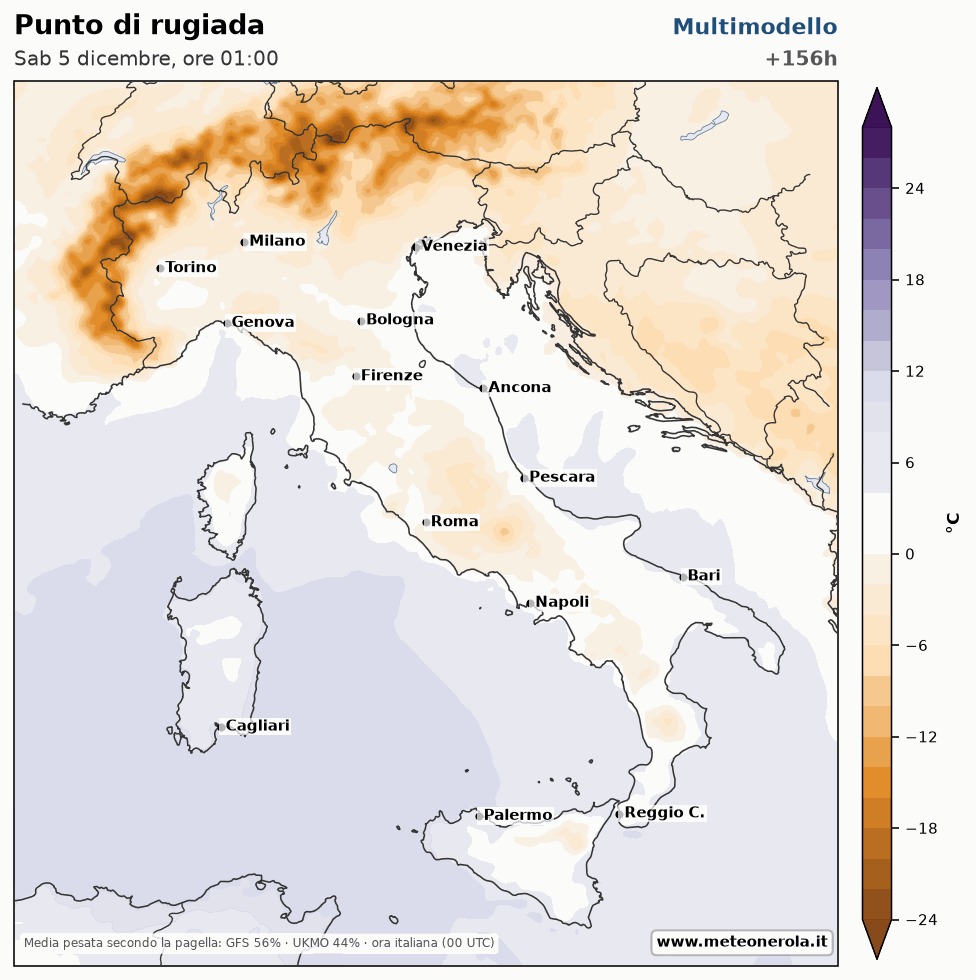 Punto di rugiada
Multimodello
Sab 5 dicembre, ore 01:00
+156h
Milano
Venezia
Torino
Genova
Bologna
Firenze
Ancona
Pescara
Roma
Bari
Napoli
Cagliari
Palermo
Reggio C.
24
18
12
6
0
−6
−12
−18
−24
°C
Media pesata secondo la pagella: GFS 56% · UKMO 44% · ora italiana (00 UTC)
www.meteonerola.it